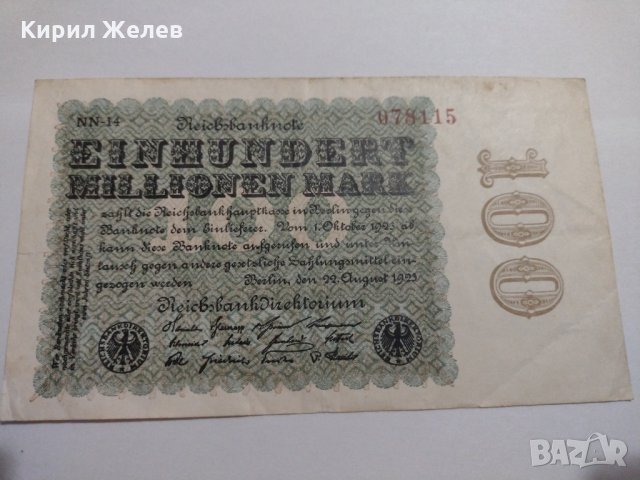 Кирил Желев
NN-14 Reichsbanknote 078115
EINHUNDERT
MILLIONEN MARK
zahlt die Reichsbankhauptkasse in Berlin gegen diese
Banknote dem Einlieferer. Vom 1. Oktober 1923 ab
kann diese Banknote aufgerufen und unter Um-
tausch gegen andere gesetzliche Zahlungsmittel ein-
gezogen werden Berlin, den 22. August 1923
Reichsbankdirektorium
100
BAZAR
bg